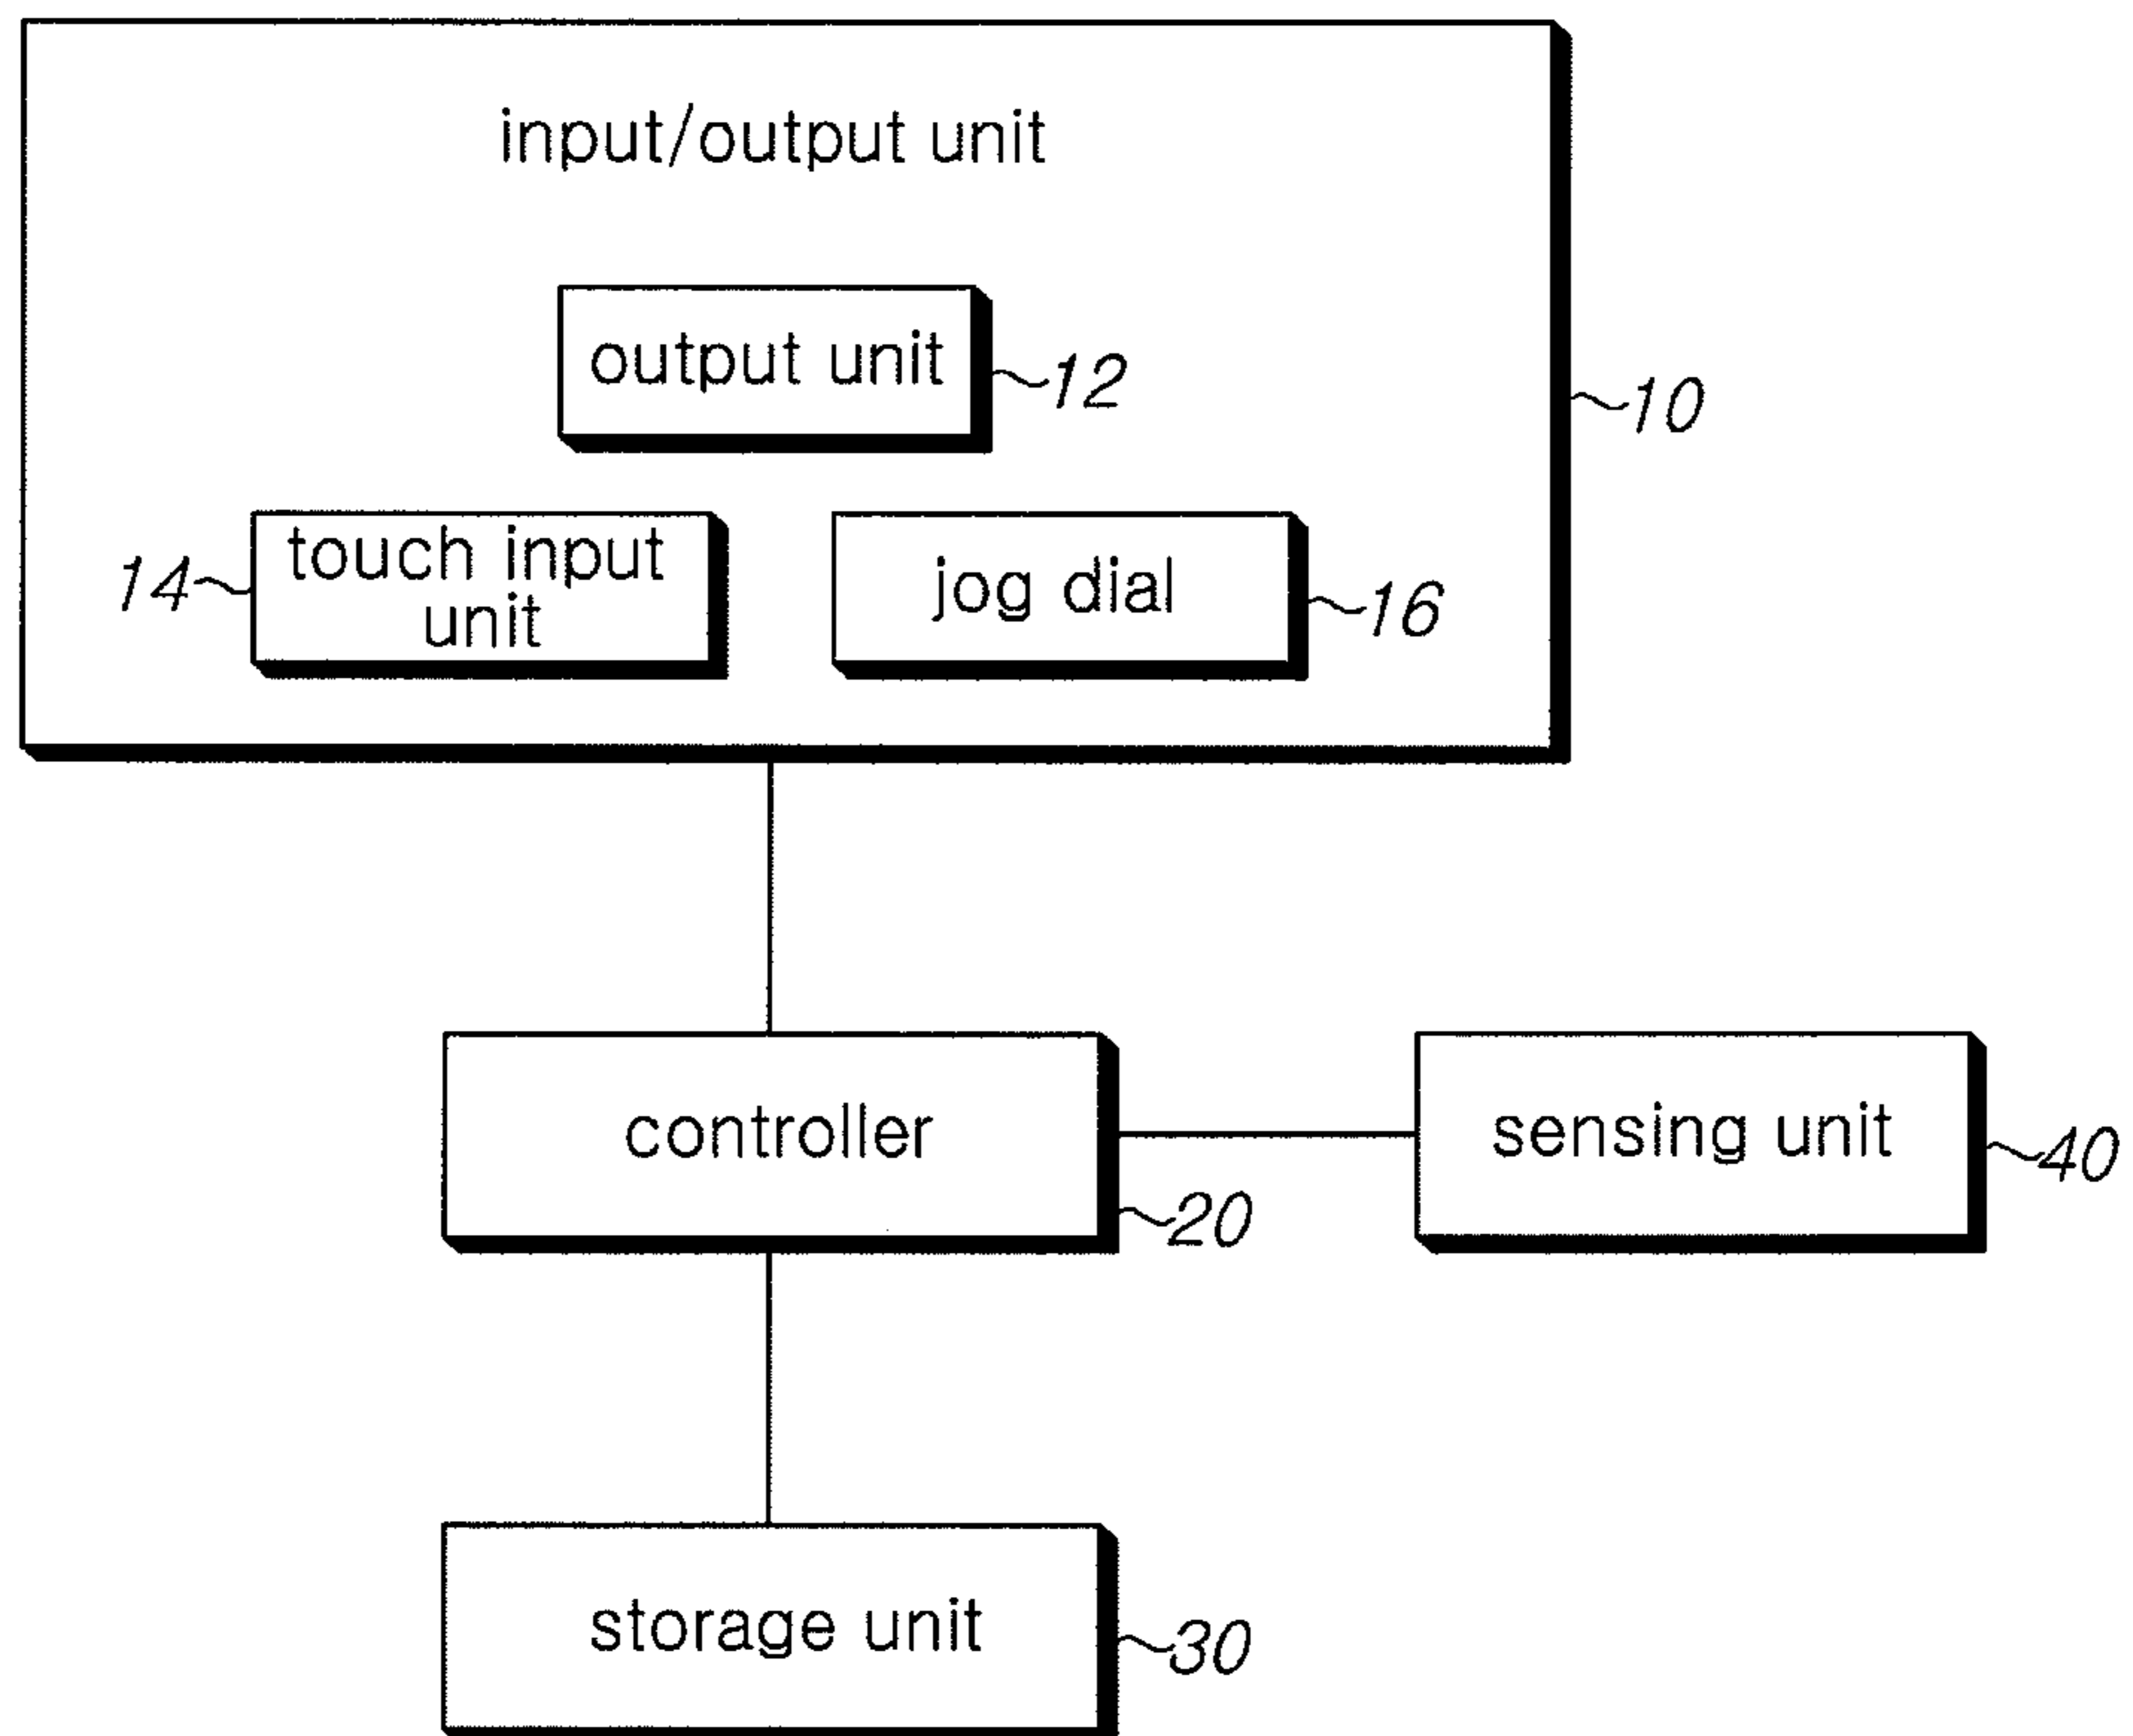 input/output unit
output unit
12
10
touch input
unit
14
jog dial
16
controller
20
sensing unit
40
storage unit
30